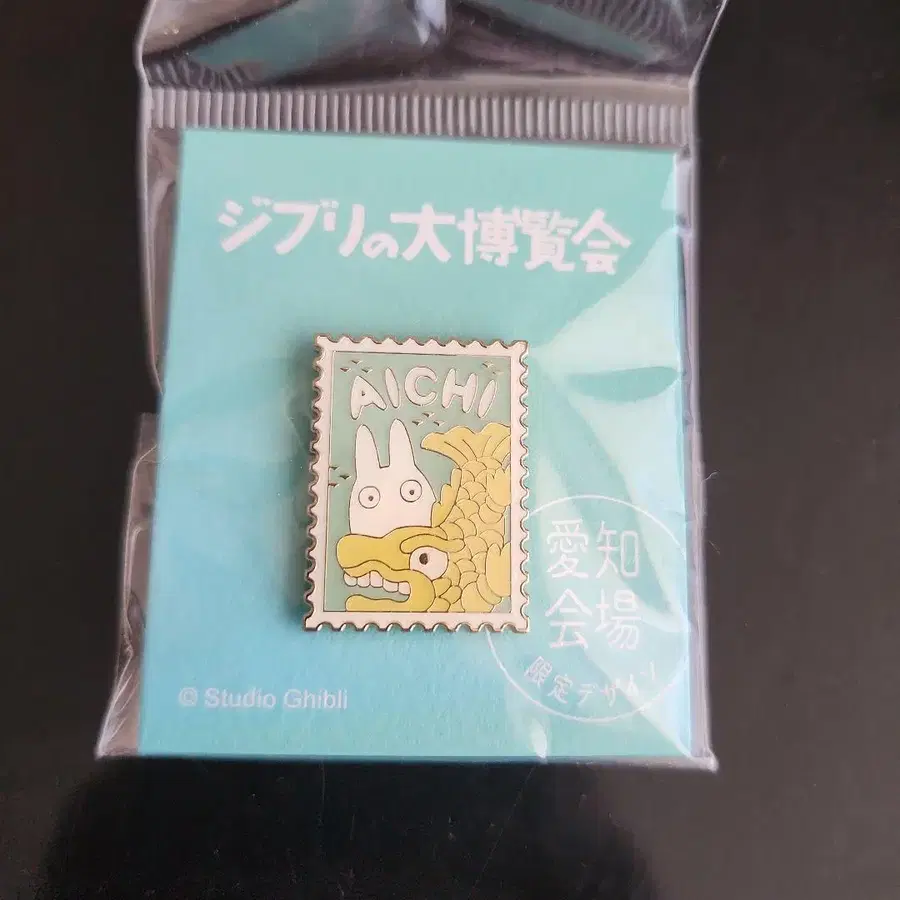 ジブリの大博覧会
AICHI
愛知
会場
限定デザイン
© Studio Ghibli